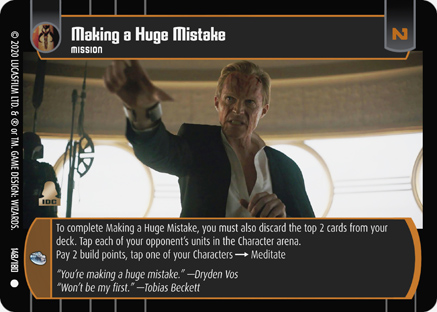 Making a Huge Mistake
MISSION
N
To complete Making a Huge Mistake, you must also discard the top 2 cards from your
deck. Tap each of your opponent's units in the Character arena.
Pay 2 build points, tap one of your Characters → Meditate
"You're making a huge mistake." —Dryden Vos
"Won't be my first." —Tobias Beckett
© 2020 LUCASFILM LTD. & ® or TM. GAME DESIGN: WIZARDS.
148/180
IDC